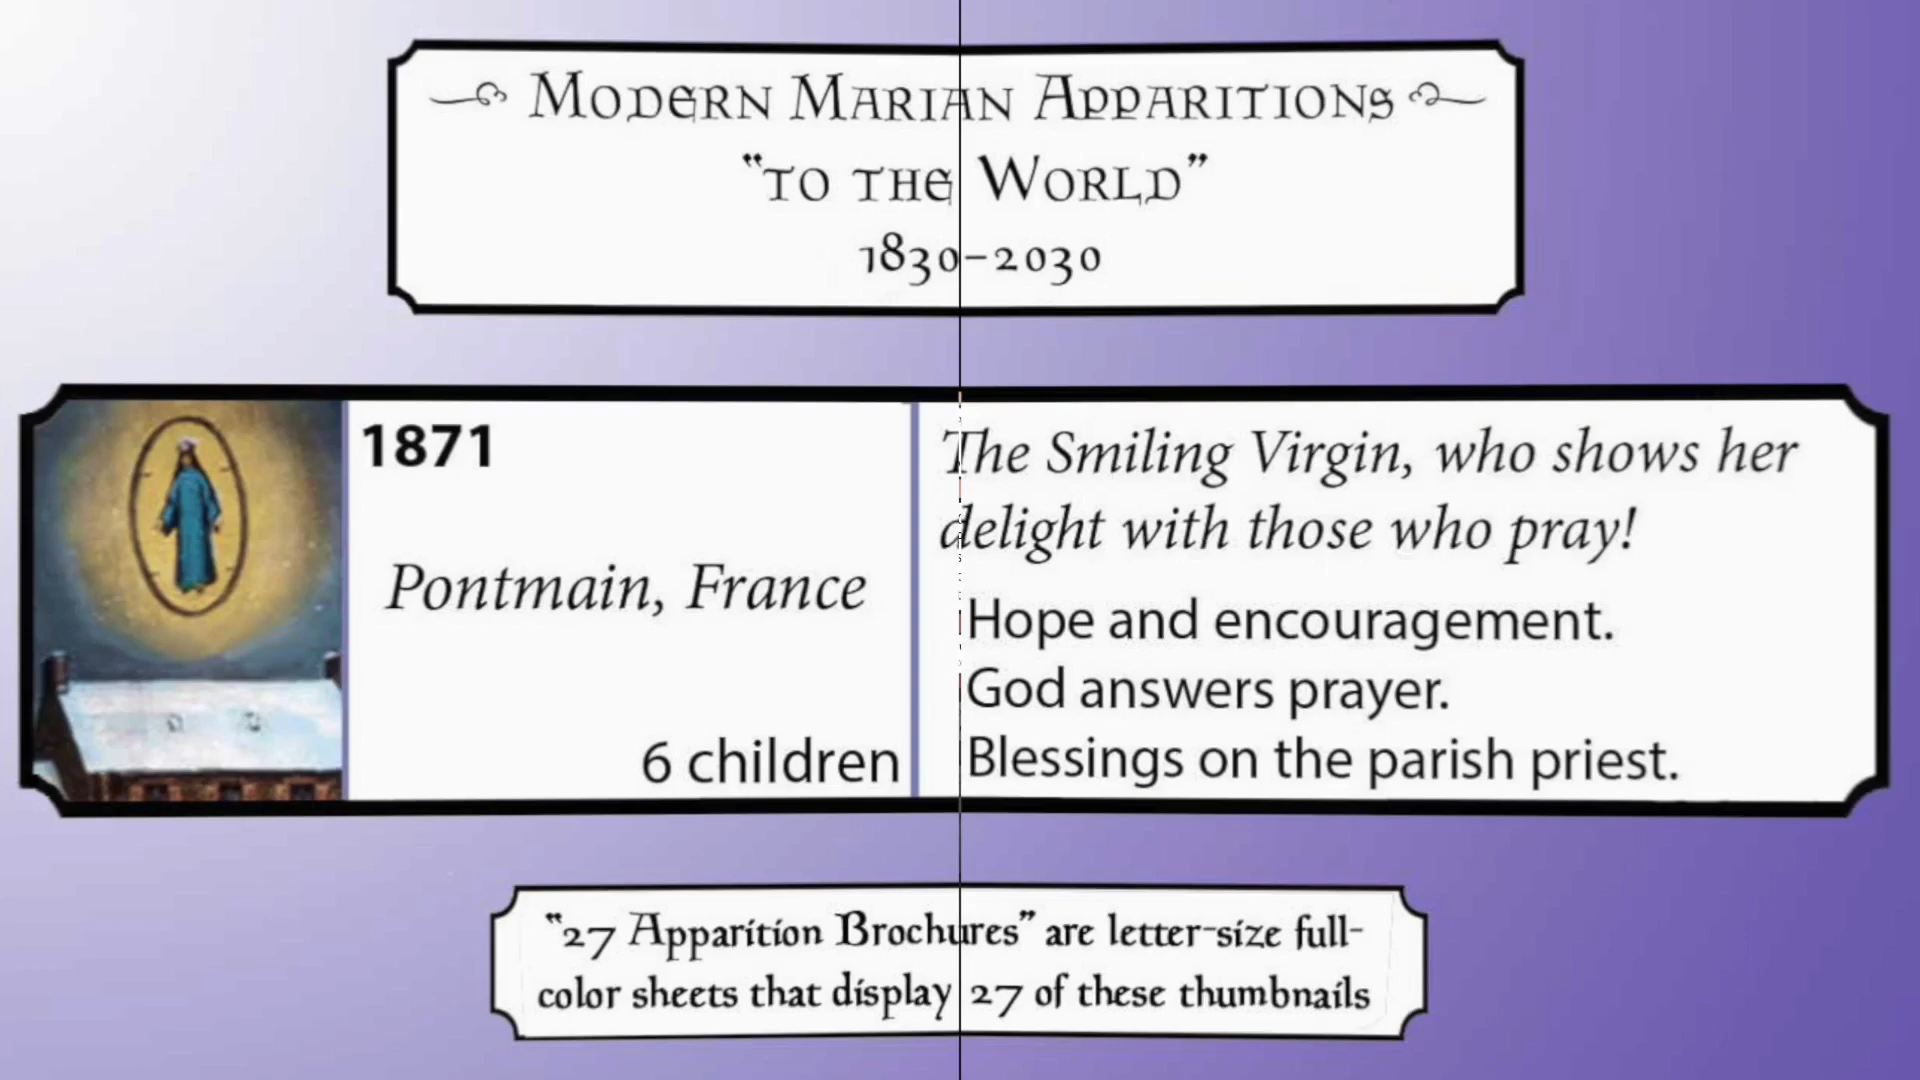 Modern Marian Apparitions
"to the World"
1830–2030
1871
Pontmain, France
6 children
The Smiling Virgin, who shows her
delight with those who pray!
Hope and encouragement.
God answers prayer.
Blessings on the parish priest.
"27 Apparition Brochures" are letter-size full-
color sheets that display 27 of these thumbnails